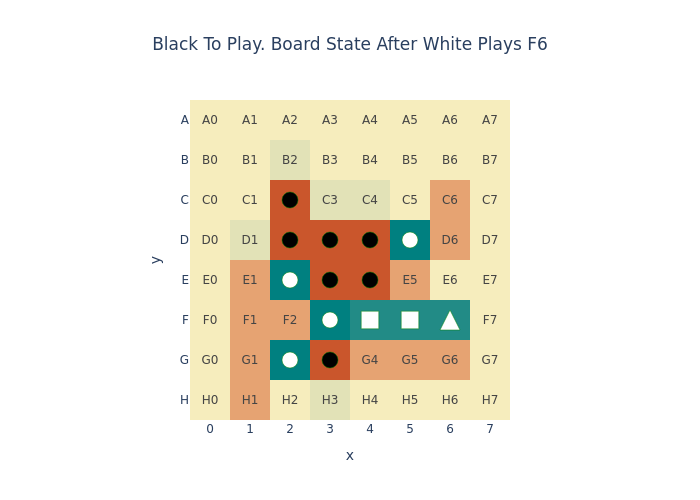 Black To Play. Board State After White Plays F6
A A0 A1 A2 A3 A4 A5 A6 A7
B B0 B1 B2 B3 B4 B5 B6 B7
C C0 C1 C3 C4 C5 C6 C7
D D0 D1 D6 D7
y
E E0 E1 E5 E6 E7
F F0 F1 F2 F7
G G0 G1 G4 G5 G6 G7
H H0 H1 H2 H3 H4 H5 H6 H7
0 1 2 3 4 5 6 7
x